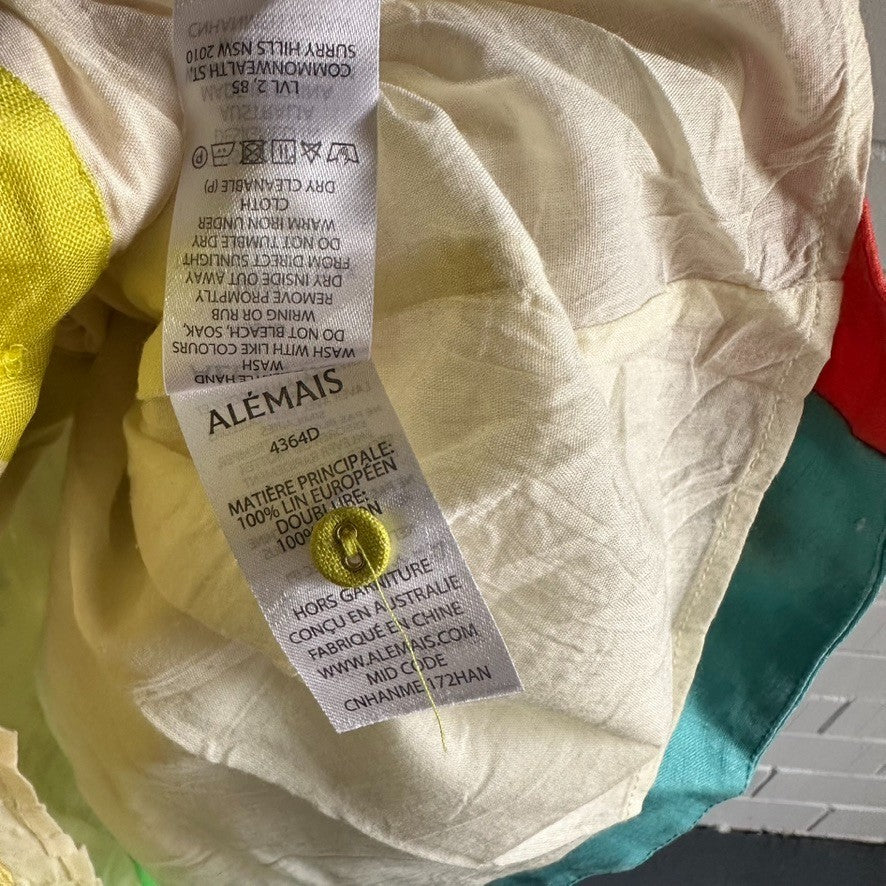 GENTLE HAND
WASH
WASH WITH LIKE COLOURS
DO NOT BLEACH, SOAK,
WRING OR RUB
REMOVE PROMPTLY
DRY INSIDE OUT AWAY
FROM DIRECT SUNLIGHT
DO NOT TUMBLE DRY
WARM IRON UNDER
CLOTH
DRY CLEANABLE (P)
P
LVL 2, 85
COMMONWEALTH ST,
SURRY HILLS NSW 2010
ALÉMAIS
4364D
MATIÈRE PRINCIPALE:
100% LIN EUROPÉEN
DOUBLURE:
HORS GARNITURE
CONÇU EN AUSTRALIE
FABRIQUÉ EN CHINE
WWW.ALEMAIS.COM
MID CODE
CNHANME172HAN